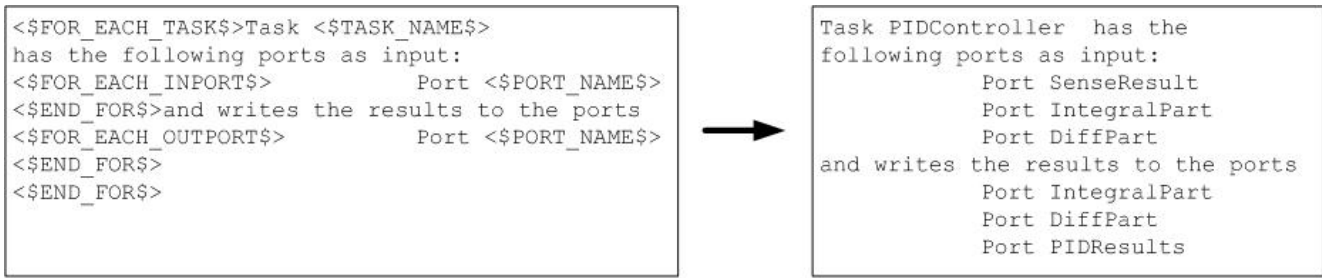 <$FOR_EACH_TASK$>Task <$TASK_NAME$>
has the following ports as input:
<$FOR_EACH_INPORT$> Port <$PORT_NAME$>
<$END_FOR$>and writes the results to the ports
<$FOR_EACH_OUTPORT$> Port <$PORT_NAME$>
<$END_FOR$>
<$END_FOR$>
Task PIDController has the
following ports as input:
Port SenseResult
Port IntegralPart
Port DiffPart
and writes the results to the ports
Port IntegralPart
Port DiffPart
Port PIDResults